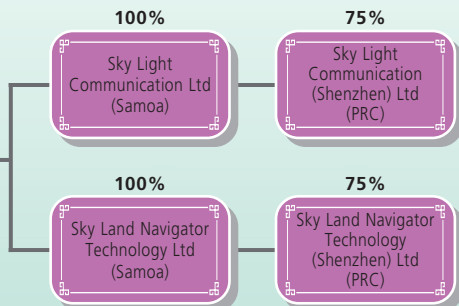 100%
Sky Light
Communication Ltd
(Samoa)
75%
Sky Light
Communication
(Shenzhen) Ltd
(PRC)
100%
Sky Land Navigator
Technology Ltd
(Samoa)
75%
Sky Land Navigator
Technology
(Shenzhen) Ltd
(PRC)